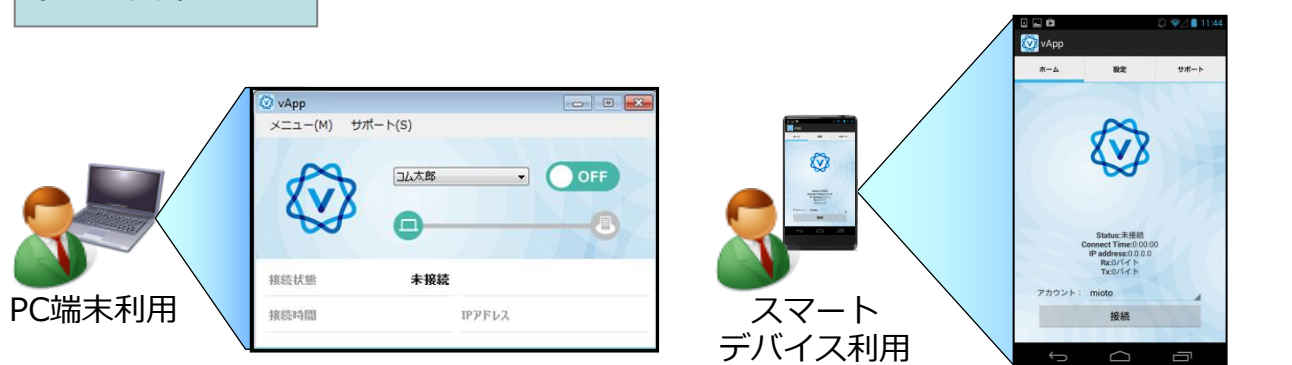 vApp
メニュー(M) サポート(S)
コム太郎
OFF
接続状態 未接続
接続時間 IPアドレス
PC端末利用
スマート
デバイス利用
11:44
vApp
ホーム 設定 サポート
Status:未接続
Connect Time:0:00:00
IP address:0.0.0.0
Rx:0バイト
Tx:0バイト
アカウント： mioto
接続